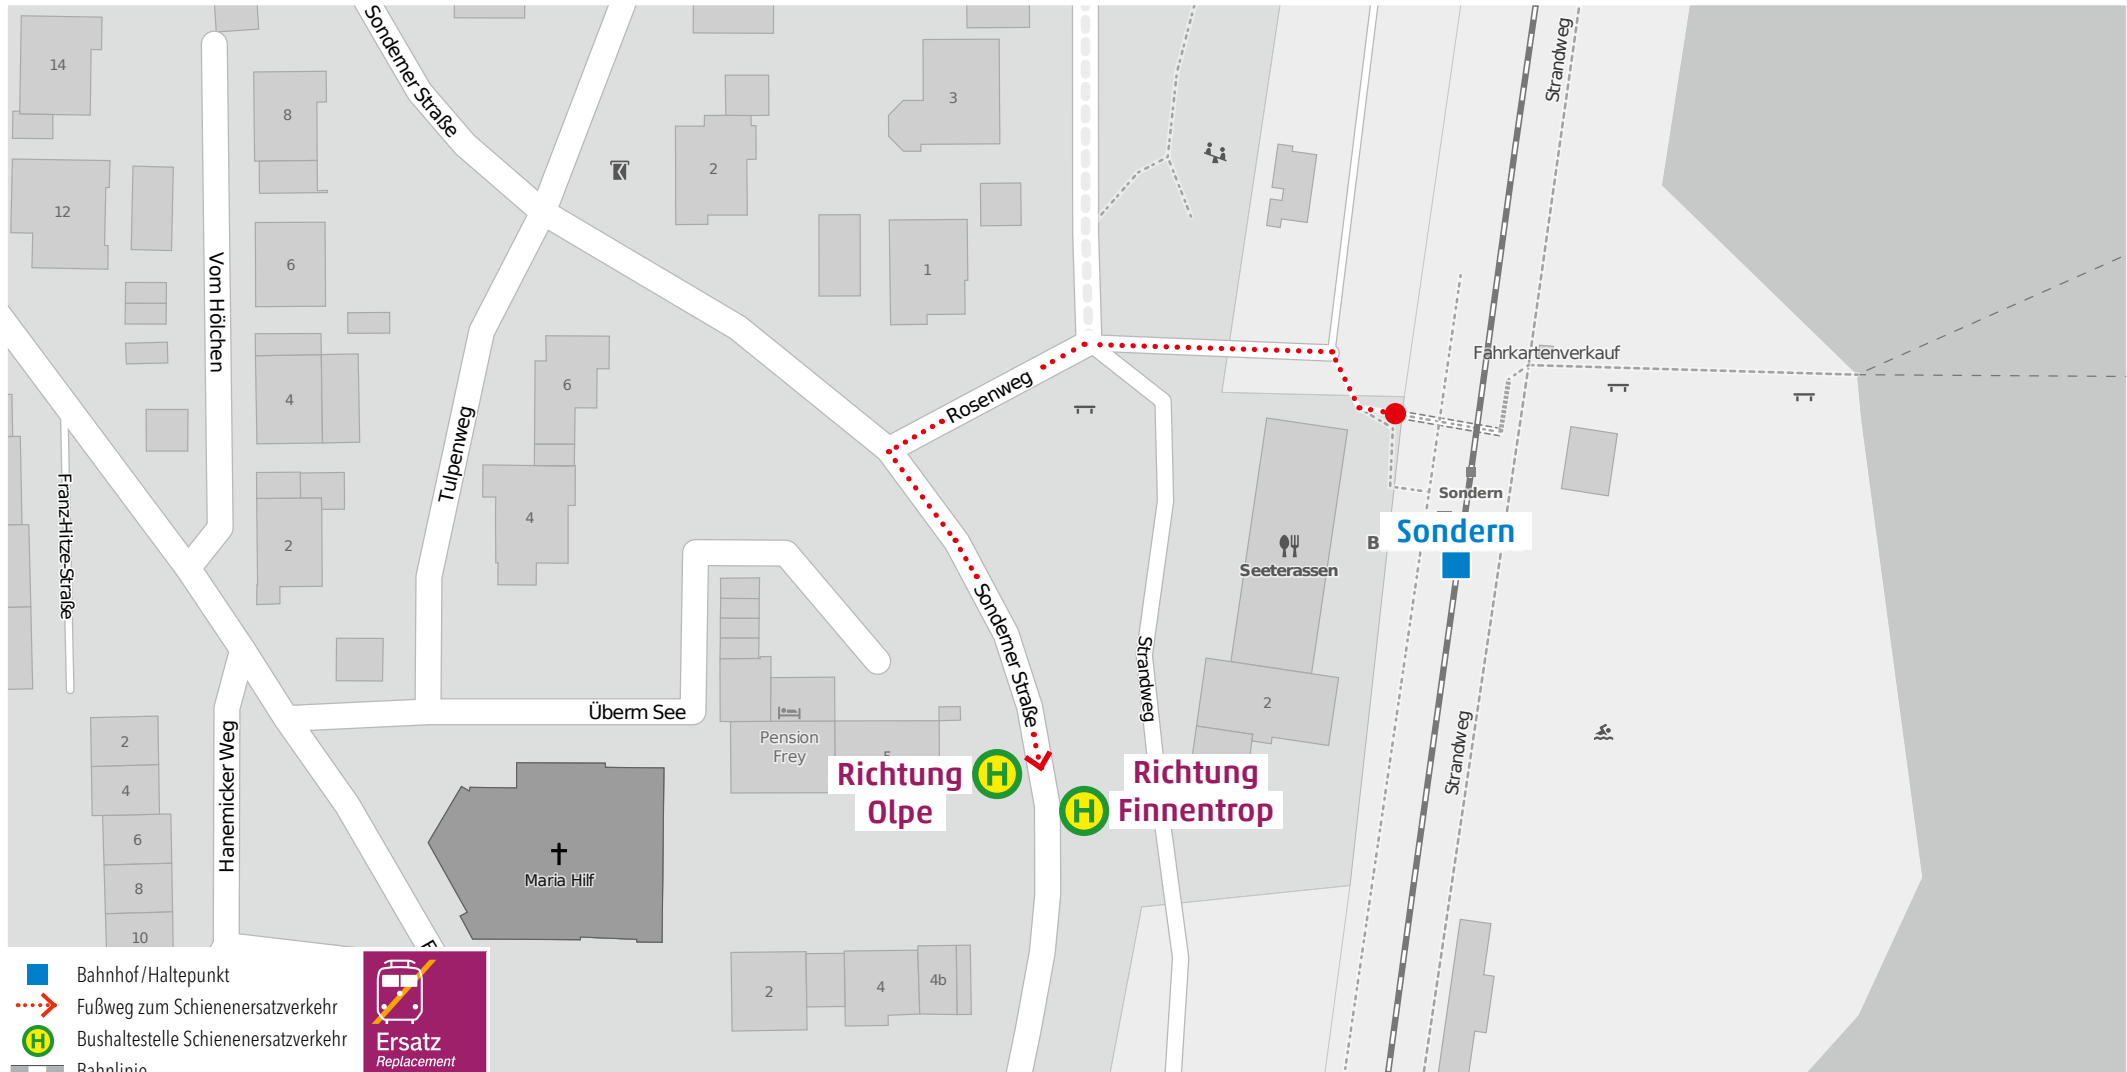 Sonderner Straße
Strandweg
14
8
3
2
12
Vom Hölchen
6
1
Fahrkartenverkauf
4
6
Rosenweg
Tulpenweg
Franz-Hitze-Straße
4
2
Sondern
Sondern
B
Seeterassen
Sonderner Straße
Strandweg
2
Überm See
Hanemicker Weg
Pension
Frey
5
Strandweg
2
4
6
8
10
Richtung
Olpe
H
H
Richtung
Finnentrop
Maria Hilf
2
4
4b
Bahnhof/Haltepunkt
Fußweg zum Schienenersatzverkehr
H
Bushaltestelle Schienenersatzverkehr
Bahnlinie
Ersatz
Replacement